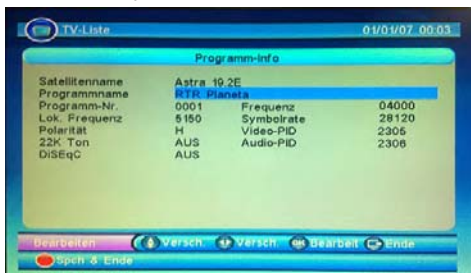 TV-Liste 01/01/07 00:03
Programm-Info
Satellitenname Astra 19.2E
Programmname RTR Planeta
Programm-Nr. 0001 Frequenz 04000
Lok. Frequenz 5150 Symbolrate 28120
Polarität H Video-PID 2305
22K Ton AUS Audio-PID 2306
DiSEqC AUS
Bearbeiten Versch. Versch. OK Bearbeit Ende
Spch & Ende